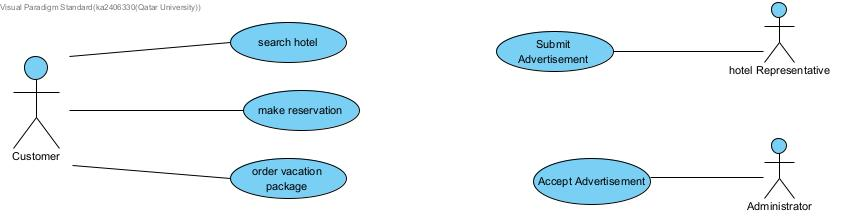 Visual Paradigm Standard(ka2406330(Qatar University))
search hotel
make reservation
order vacation
package
Customer
Submit
Advertisement
hotel Representative
Accept Advertisement
Administrator